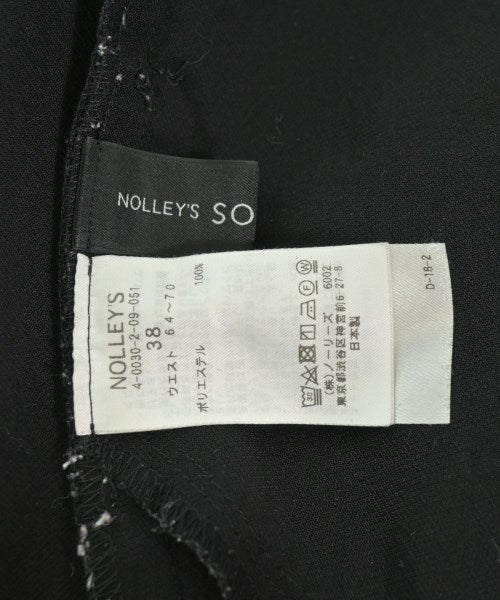 NOLLEY'S SO
NOLLEY'S
4-0030-2-09-051
38
ウエスト 64～70
ポリエステル 100%
30
F
W
(株)ノーリーズ 6002
東京都渋谷区神宮前6-27-8
日本製
D-18-2